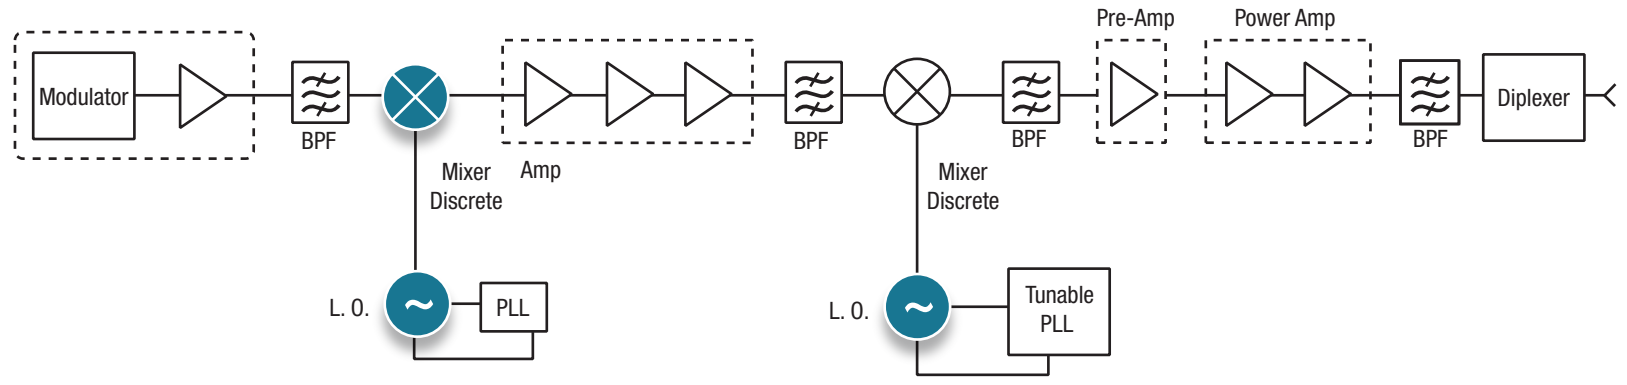 Pre-Amp
Power Amp
Modulator
BPF
Mixer
Discrete
Amp
BPF
Mixer
Discrete
BPF
BPF
Diplexer
L. O.
~
PLL
L. O.
~
Tunable
PLL